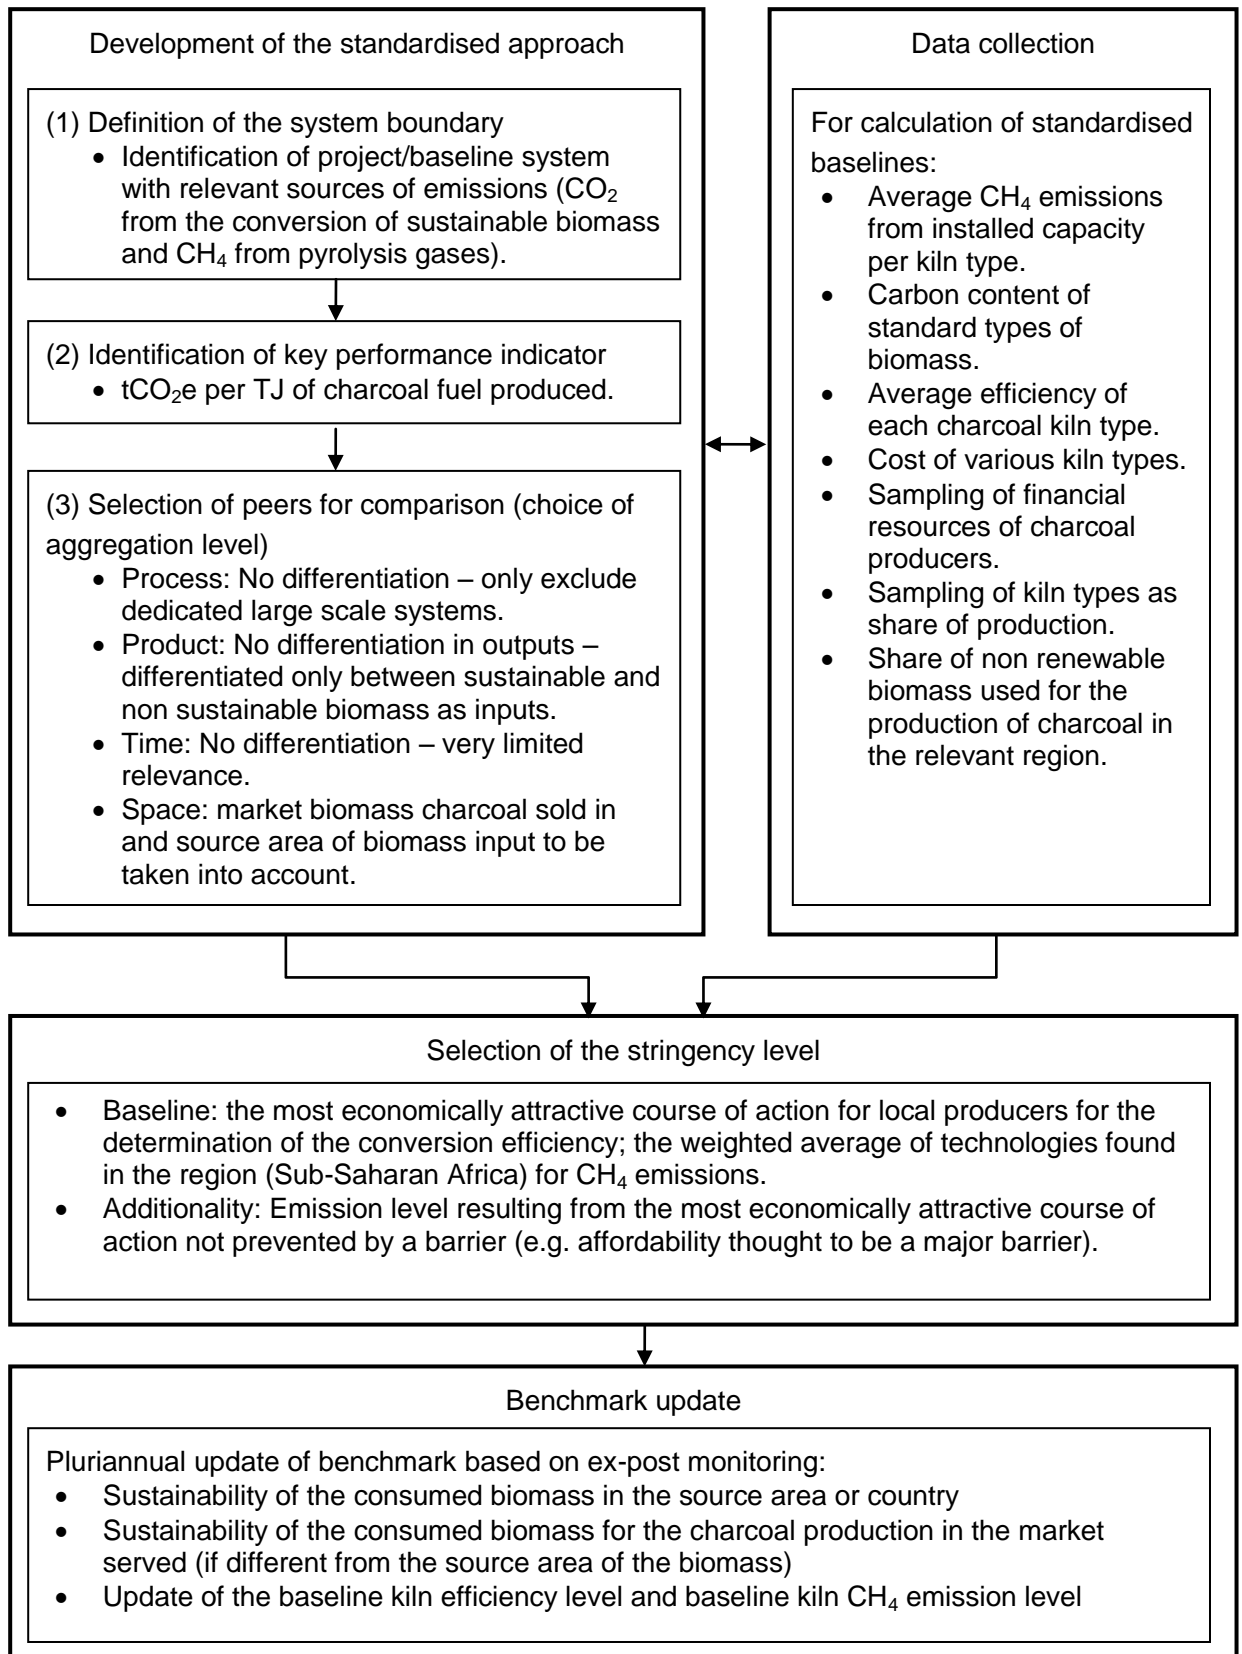 Development of the standardised approach
(1) Definition of the system boundary
• Identification of project/baseline system
with relevant sources of emissions (CO₂
from the conversion of sustainable biomass
and CH₄ from pyrolysis gases).
(2) Identification of key performance indicator
• tCO₂e per TJ of charcoal fuel produced.
(3) Selection of peers for comparison (choice of
aggregation level)
• Process: No differentiation – only exclude
dedicated large scale systems.
• Product: No differentiation in outputs –
differentiated only between sustainable and
non sustainable biomass as inputs.
• Time: No differentiation – very limited
relevance.
• Space: market biomass charcoal sold in
and source area of biomass input to be
taken into account.
Data collection
For calculation of standardised
baselines:
• Average CH₄ emissions
from installed capacity
per kiln type.
• Carbon content of
standard types of
biomass.
• Average efficiency of
each charcoal kiln type.
• Cost of various kiln types.
• Sampling of financial
resources of charcoal
producers.
• Sampling of kiln types as
share of production.
• Share of non renewable
biomass used for the
production of charcoal in
the relevant region.
Selection of the stringency level
• Baseline: the most economically attractive course of action for local producers for the
determination of the conversion efficiency; the weighted average of technologies found
in the region (Sub-Saharan Africa) for CH₄ emissions.
• Additionality: Emission level resulting from the most economically attractive course of
action not prevented by a barrier (e.g. affordability thought to be a major barrier).
Benchmark update
Pluriannual update of benchmark based on ex-post monitoring:
• Sustainability of the consumed biomass in the source area or country
• Sustainability of the consumed biomass for the charcoal production in the market
served (if different from the source area of the biomass)
• Update of the baseline kiln efficiency level and baseline kiln CH₄ emission level